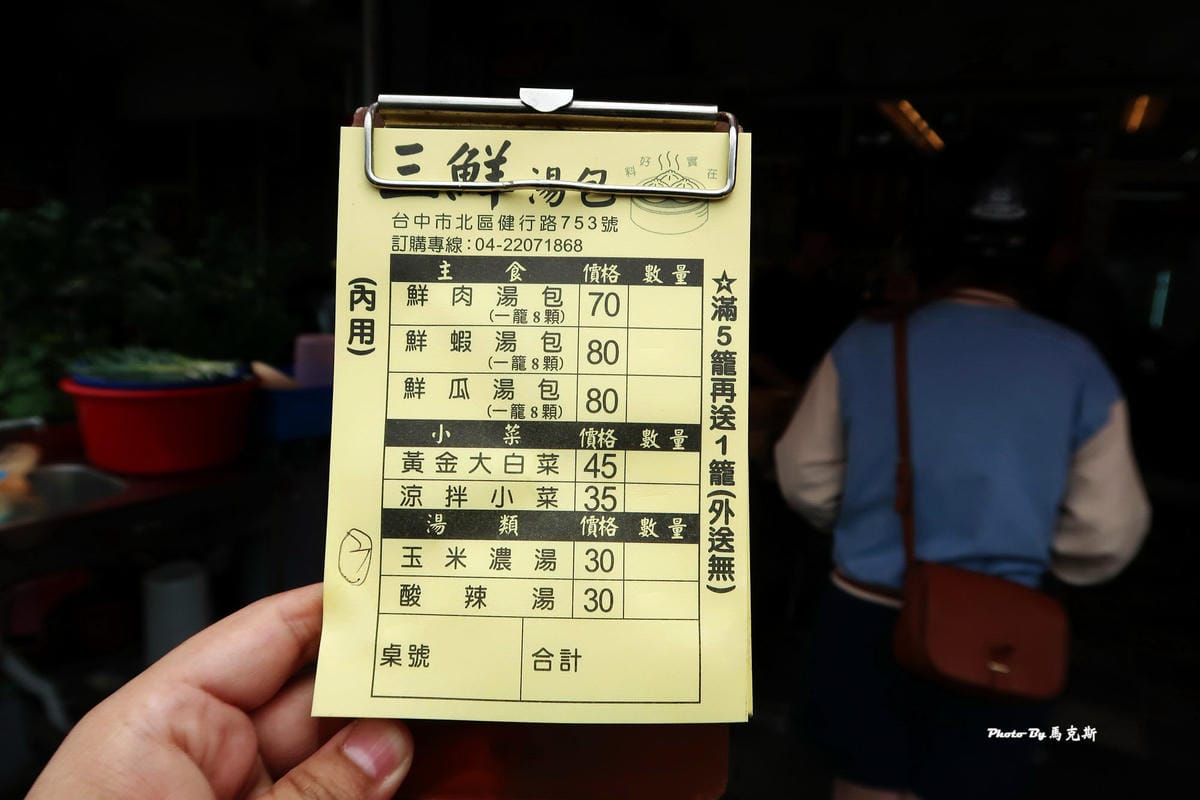 三鮮湯包
好料實在
台中市北區健行路753號
訂購專線:04-22071868
(內用)
主食 價格 數量
鮮肉湯包 70
(一籠8顆)
鮮蝦湯包 80
(一籠8顆)
鮮瓜湯包 80
(一籠8顆)
小菜 價格 數量
黃金大白菜 45
涼拌小菜 35
湯類 價格 數量
玉米濃湯 30
酸辣湯 30
桌號 合計
☆滿5籠再送1籠(外送無)
Photo By 馬克斯